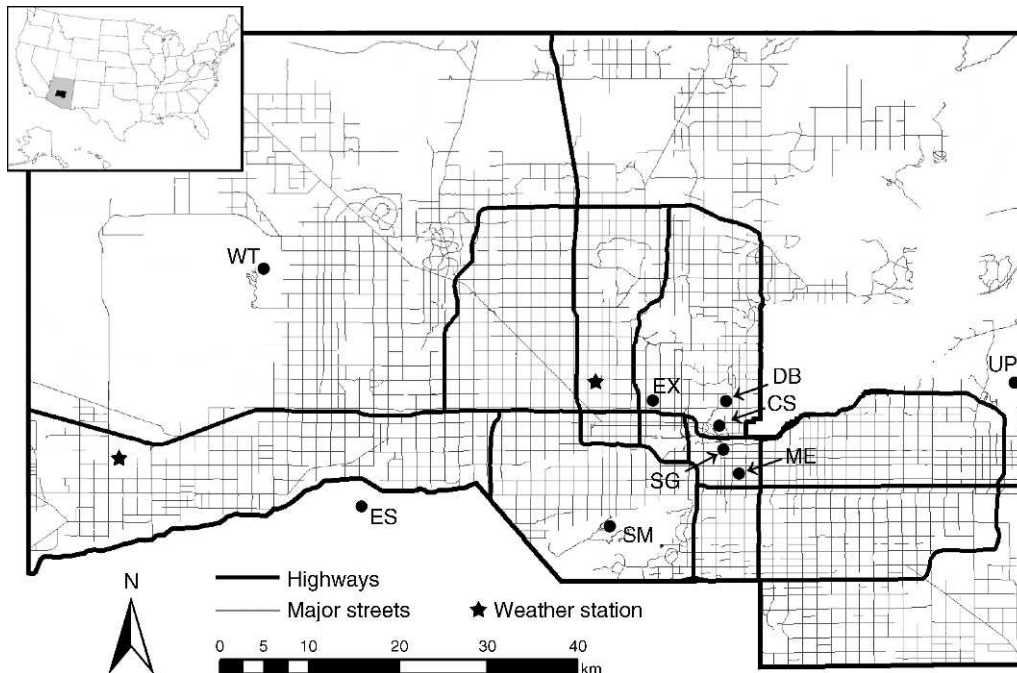 WT
UP
EX
DB
CS
SG
ME
ES
SM
N
Highways
Major streets
Weather station
0 5 10 20 30 40
km